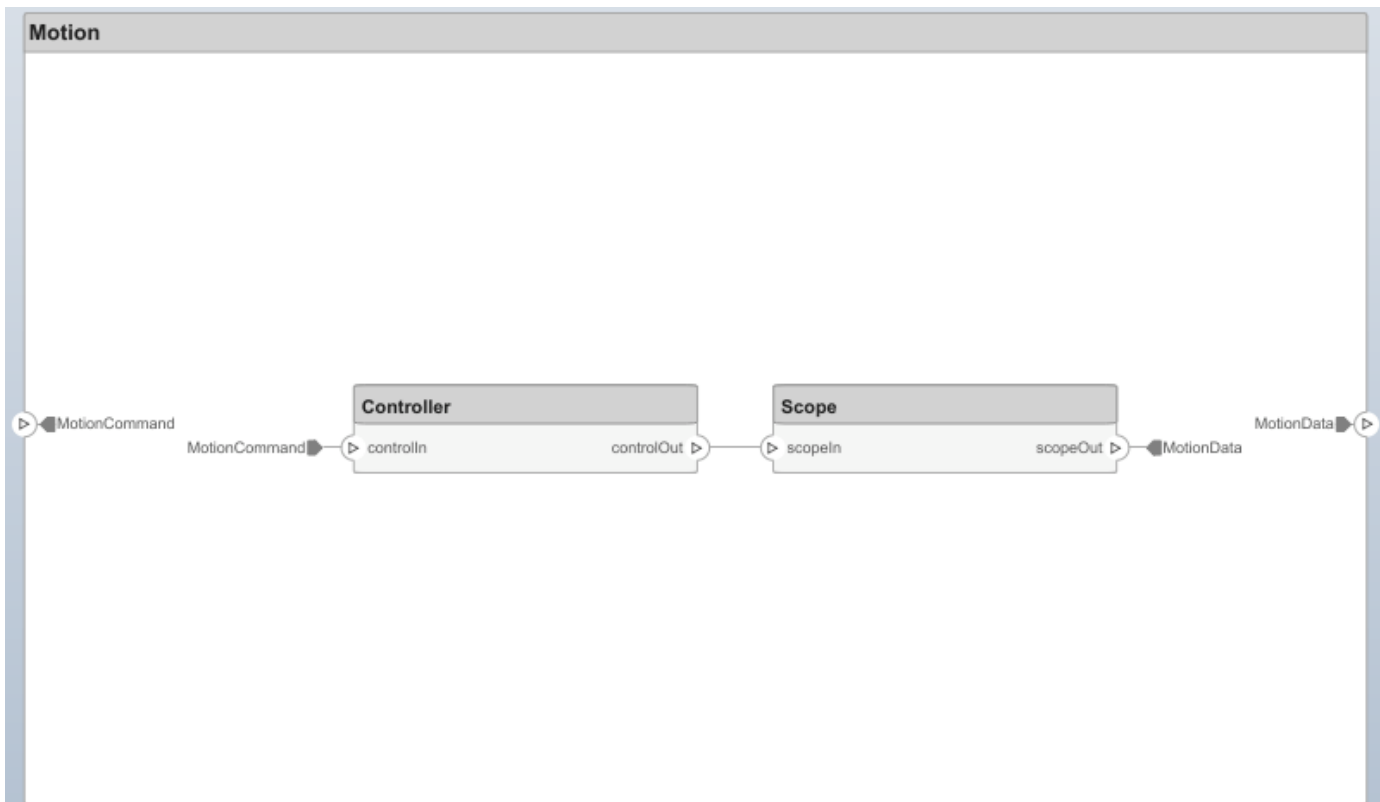 Motion
Controller
Scope
MotionCommand
MotionData
MotionCommand
controlIn
controlOut
scopeIn
scopeOut
MotionData